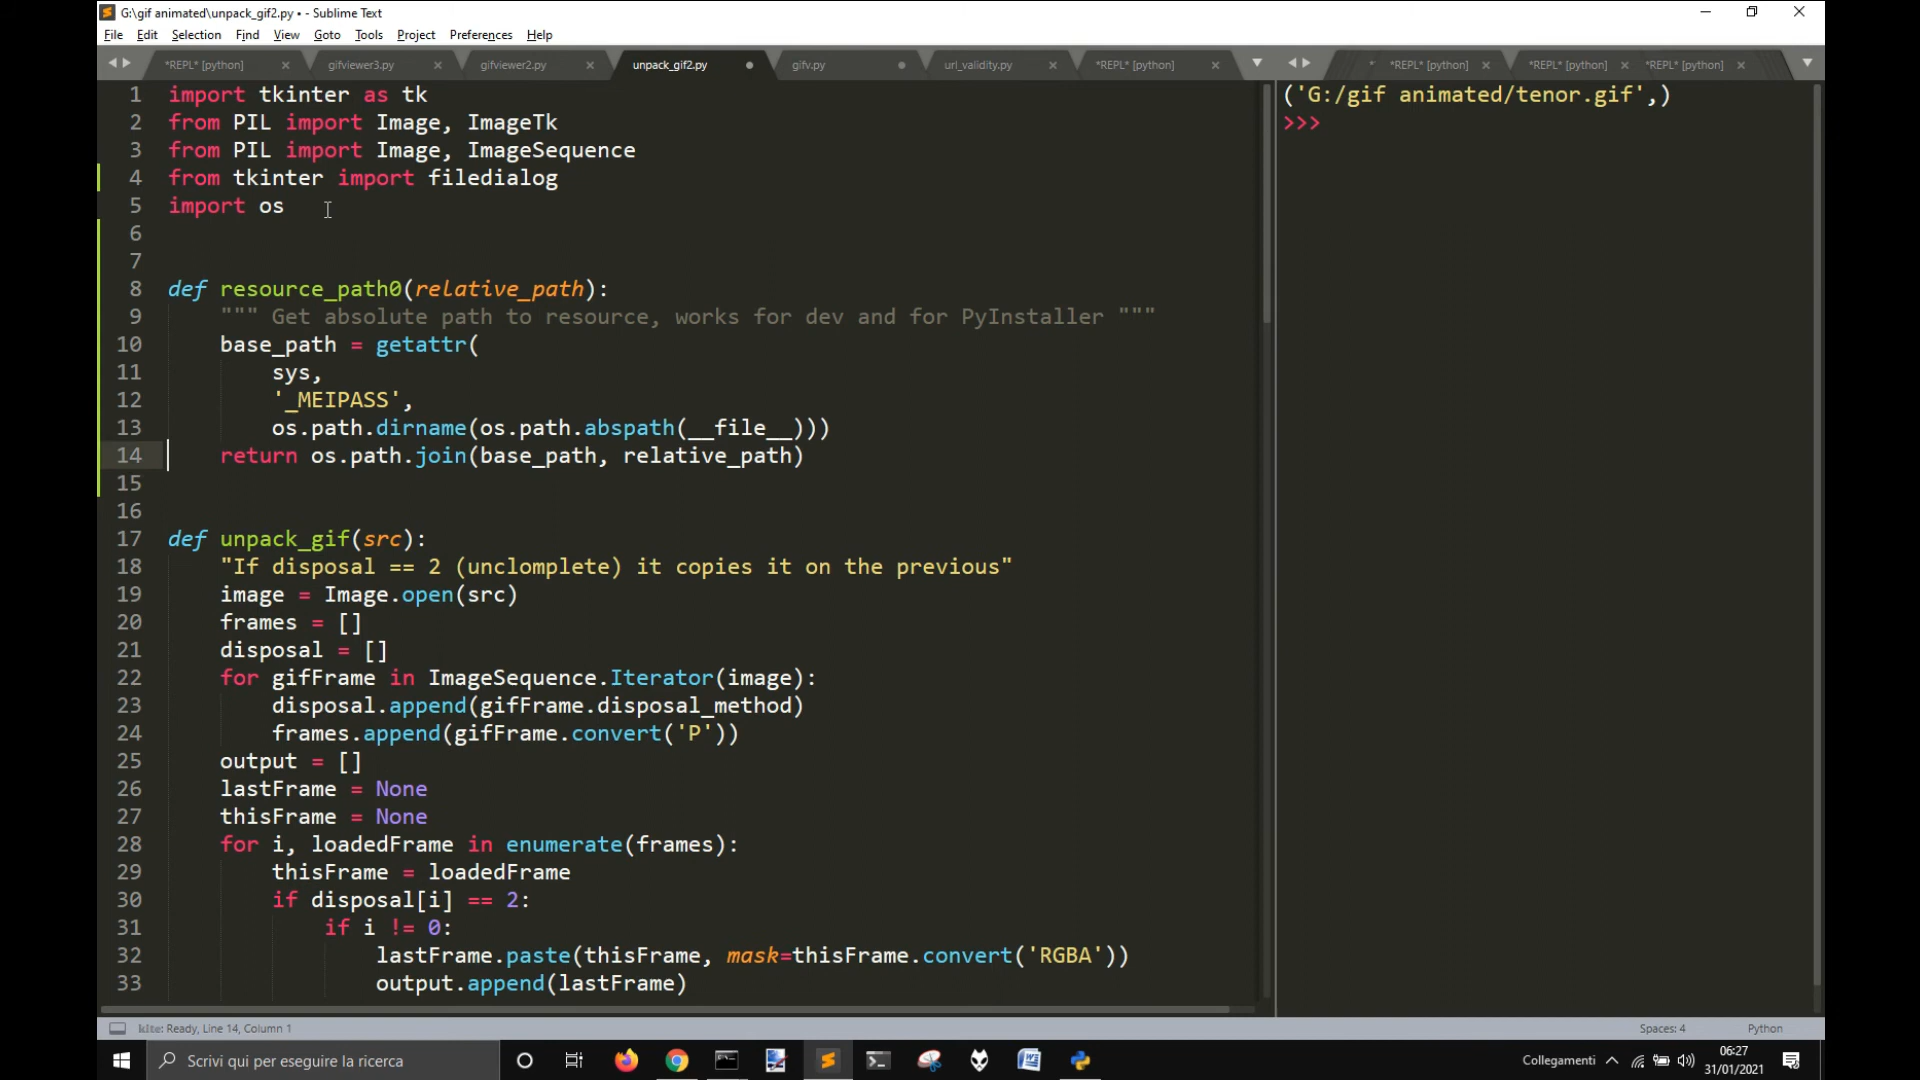 G:\gif animated\unpack_gif2.py • - Sublime Text
File Edit Selection Find View Goto Tools Project Preferences Help
*REPL* [python] gifviewer3.py gifviewer2.py unpack_gif2.py gifv.py url_validity.py *REPL* [python] *REPL* [python] *REPL* [python] *REPL* [python]
1 import tkinter as tk
2 from PIL import Image, ImageTk
3 from PIL import Image, ImageSequence
4 from tkinter import filedialog
5 import os
6
7
8 def resource_path0(relative_path):
9 """ Get absolute path to resource, works for dev and for PyInstaller """
10 base_path = getattr(
11 sys,
12 '_MEIPASS',
13 os.path.dirname(os.path.abspath(__file__)))
14 return os.path.join(base_path, relative_path)
15
16
17 def unpack_gif(src):
18 "If disposal == 2 (unclomplete) it copies it on the previous"
19 image = Image.open(src)
20 frames = []
21 disposal = []
22 for gifFrame in ImageSequence.Iterator(image):
23 disposal.append(gifFrame.disposal_method)
24 frames.append(gifFrame.convert('P'))
25 output = []
26 lastFrame = None
27 thisFrame = None
28 for i, loadedFrame in enumerate(frames):
29 thisFrame = loadedFrame
30 if disposal[i] == 2:
31 if i != 0:
32 lastFrame.paste(thisFrame, mask=thisFrame.convert('RGBA'))
33 output.append(lastFrame)
('G:/gif animated/tenor.gif',)
>>>
kite: Ready, Line 14, Column 1
Spaces: 4 Python
Scrivi qui per eseguire la ricerca
Collegamenti
06:27
31/01/2021